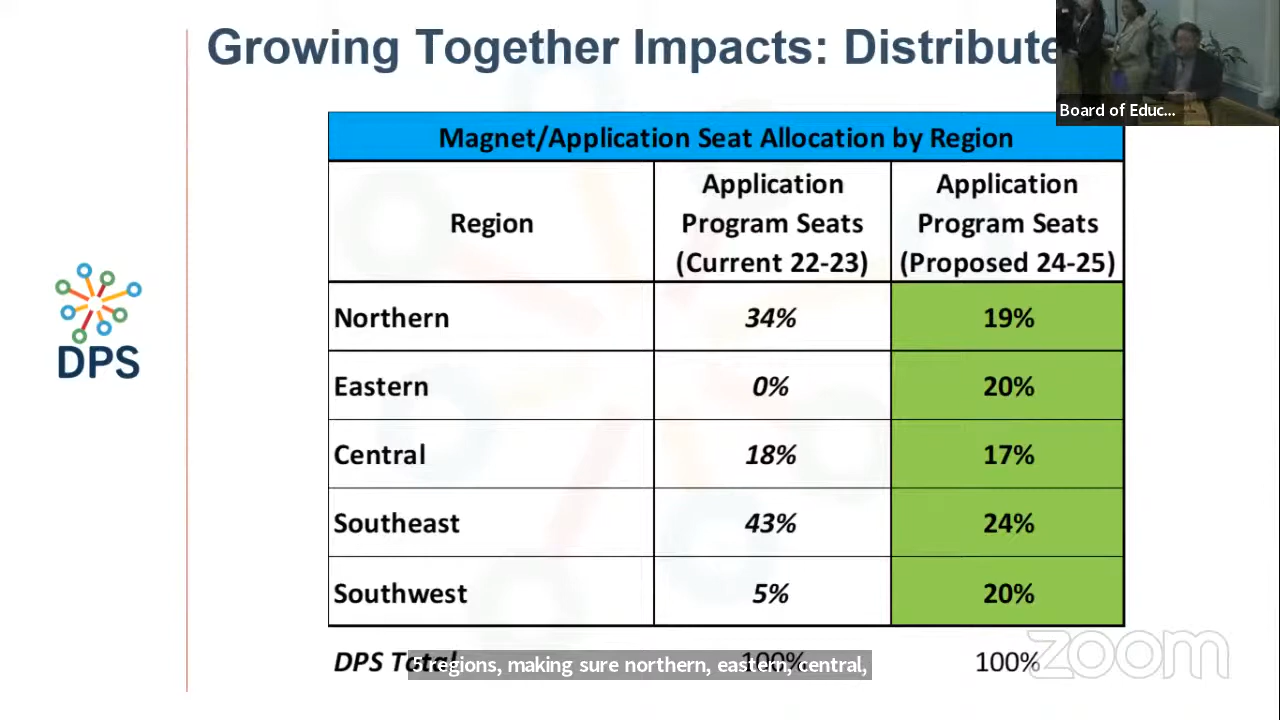 Growing Together Impacts: Distribute
Board of Educ...
Magnet/Application Seat Allocation by Region
Region
Application Program Seats (Current 22-23)
Application Program Seats (Proposed 24-25)
Northern 34% 19%
Eastern 0% 20%
Central 18% 17%
Southeast 43% 24%
Southwest 5% 20%
DPS Total 100% 100%
5 regions, making sure northern, eastern, central,
DPS
zoom